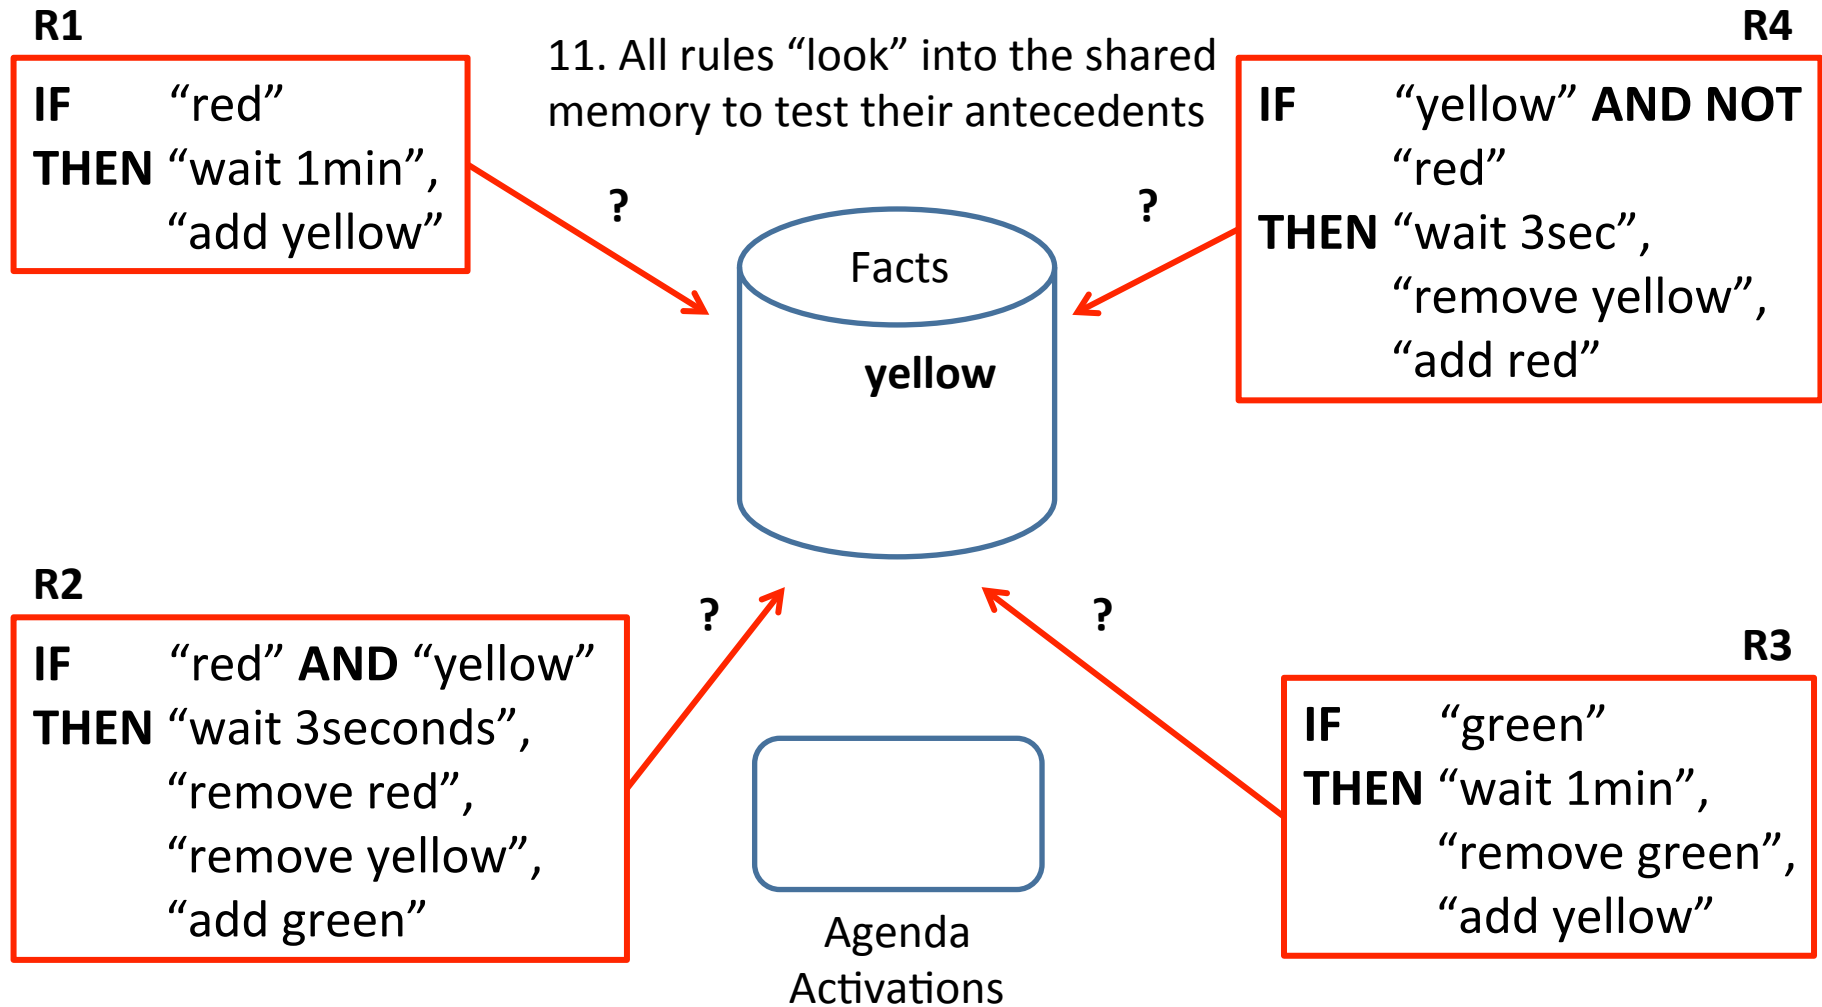 R1
IF “red”
THEN “wait 1min”,
“add yellow”
11. All rules “look” into the shared
memory to test their antecedents
R4
IF “yellow” AND NOT
“red”
THEN “wait 3sec”,
“remove yellow”,
“add red”
?
?
Facts
yellow
R2
IF “red” AND “yellow”
THEN “wait 3seconds”,
“remove red”,
“remove yellow”,
“add green”
?
?
R3
IF “green”
THEN “wait 1min”,
“remove green”,
“add yellow”
Agenda
Activations